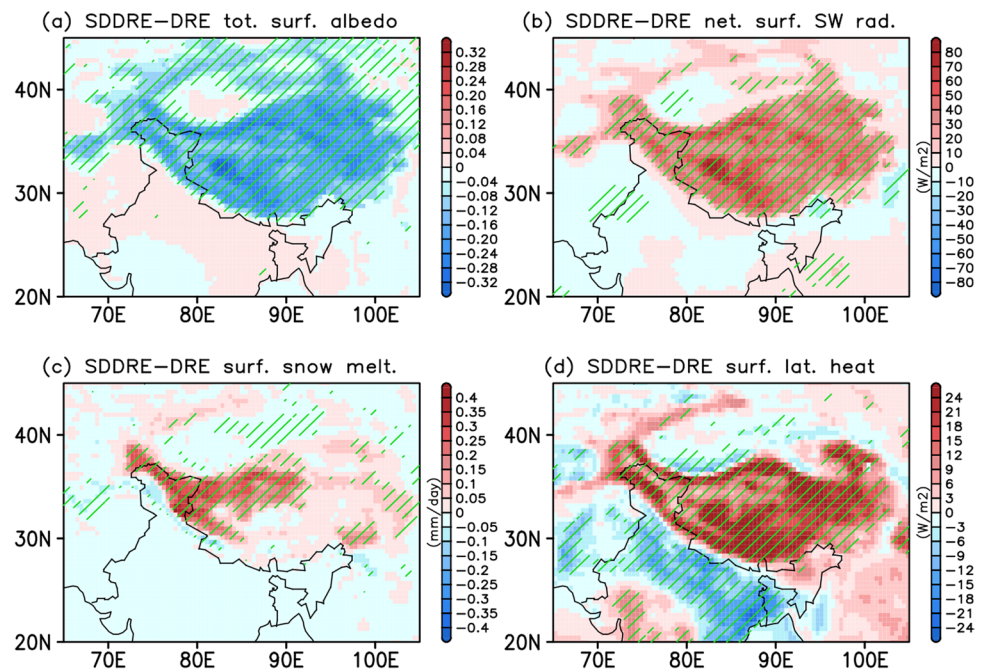 (a) SDDRE−DRE tot. surf. albedo
40N
30N
20N
70E 80E 90E 100E
0.32
0.28
0.24
0.20
0.16
0.12
0.08
0.04
0
−0.04
−0.08
−0.12
−0.16
−0.20
−0.24
−0.28
−0.32
(b) SDDRE−DRE net. surf. SW rad.
40N
30N
20N
70E 80E 90E 100E
80
70
60
50
40
30
20
10
0
−10
−20
−30
−40
−50
−60
−70
−80
(W/m2)
(c) SDDRE−DRE surf. snow melt.
40N
30N
20N
70E 80E 90E 100E
0.4
0.35
0.3
0.25
0.2
0.15
0.1
0.05
0
−0.05
−0.1
−0.15
−0.2
−0.25
−0.3
−0.35
−0.4
(mm/day)
(d) SDDRE−DRE surf. lat. heat
40N
30N
20N
70E 80E 90E 100E
24
21
18
15
12
9
6
3
0
−3
−6
−9
−12
−15
−18
−21
−24
(W/m2)